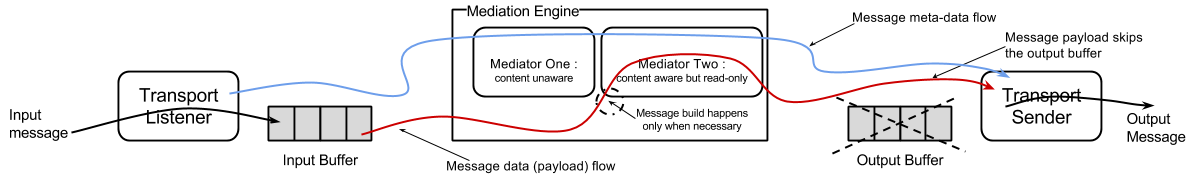 Mediation Engine
Message meta-data flow
Message payload skips
the output buffer
Mediator One :
content unaware
Mediator Two :
content aware but read-only
Transport
Listener
Transport
Sender
Input
message
Message build happens
only when necessary
Output
Message
Input Buffer
Output Buffer
Message data (payload) flow